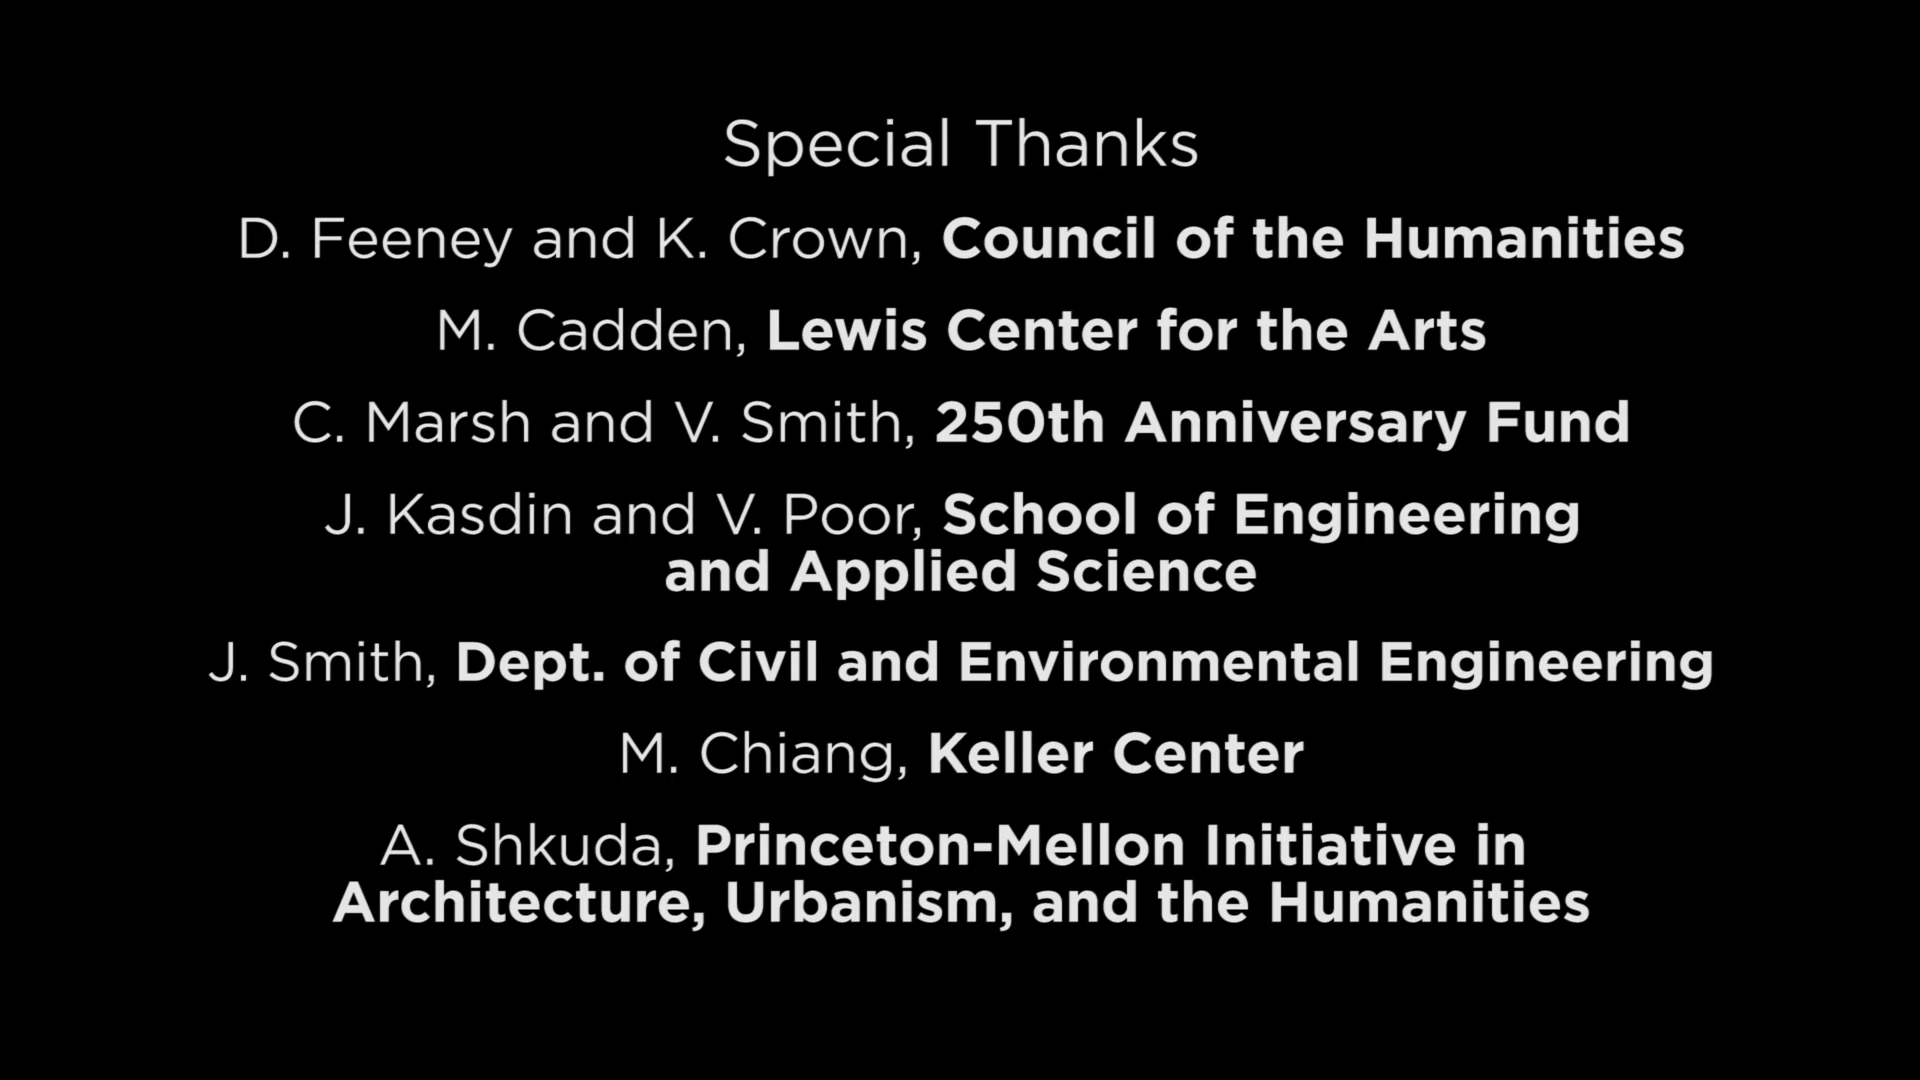 Special Thanks
D. Feeney and K. Crown, Council of the Humanities
M. Cadden, Lewis Center for the Arts
C. Marsh and V. Smith, 250th Anniversary Fund
J. Kasdin and V. Poor, School of Engineering
and Applied Science
J. Smith, Dept. of Civil and Environmental Engineering
M. Chiang, Keller Center
A. Shkuda, Princeton-Mellon Initiative in
Architecture, Urbanism, and the Humanities